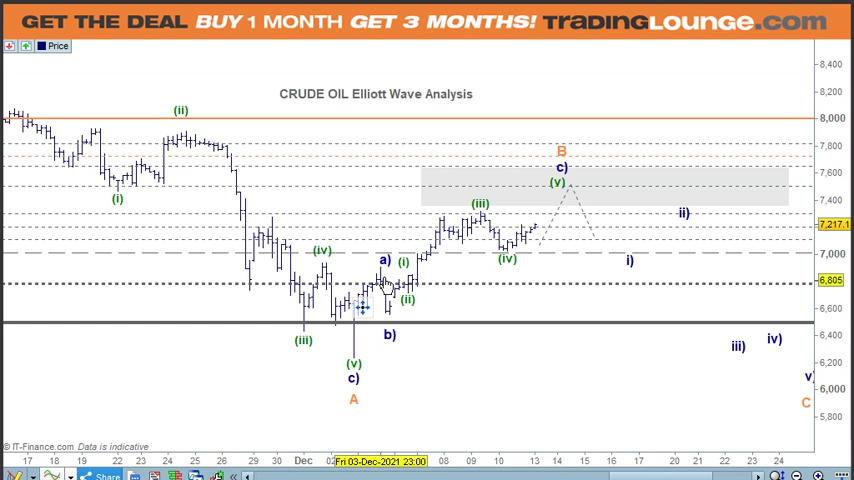 GET THE DEAL BUY 1 MONTH GET 3 MONTHS! TRADINGLOUNGE.com
Price
CRUDE OIL Elliott Wave Analysis
8,400
8,200
8,000
7,800
7,600
7,400
7,217.1
7,000
6,805
6,600
6,400
6,200
6,000
5,800
(ii)
(i)
B
c)
(v)
(iii)
ii)
(iv)
a)
(i)
(iv)
i)
(ii)
b)
(iii)
iii)
iv)
(v)
c)
v)
A
C
© IT-Finance.com Data is indicative
17 18 19 22 23 24 25 26 29 30 Dec 02 Fri 03-Dec-2021 23:00 08 09 10 13 14 15 16 17 20 21 22 23 24
Share